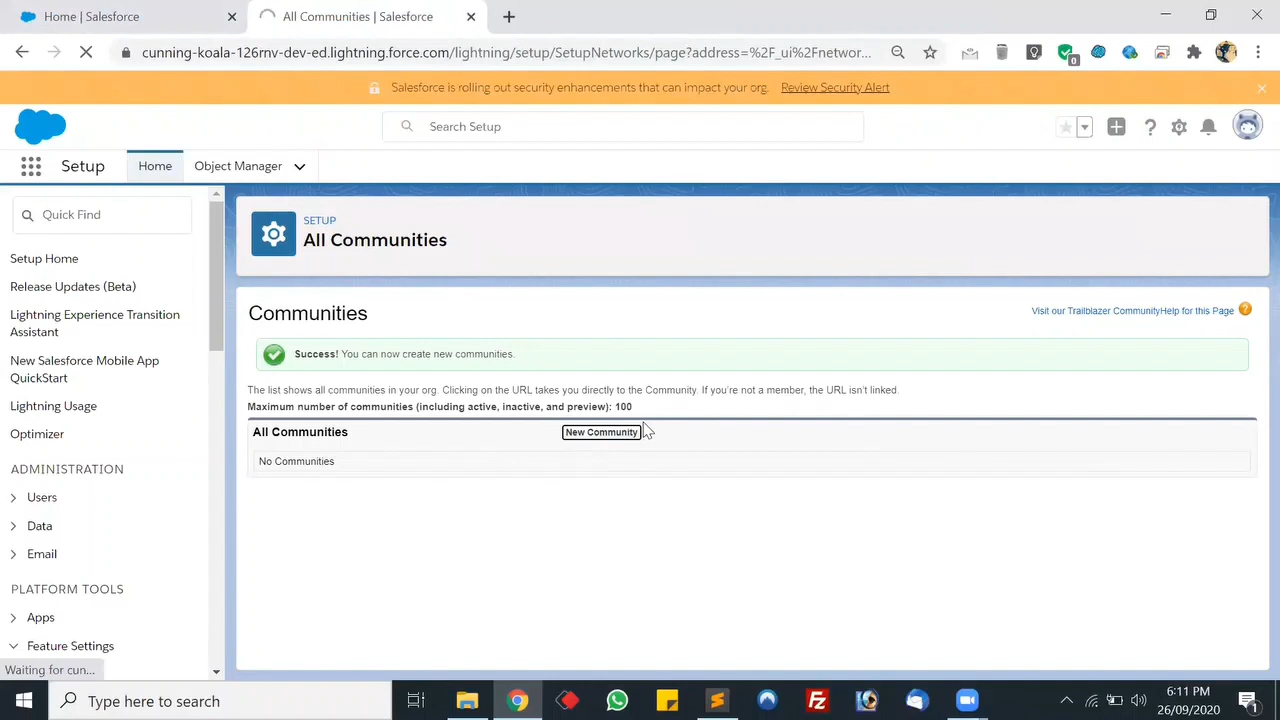 Home | Salesforce
All Communities | Salesforce
cunning-koala-126rnv-dev-ed.lightning.force.com/lightning/setup/SetupNetworks/page?address=%2F_ui%2Fnetwor...
0
Salesforce is rolling out security enhancements that can impact your org. Review Security Alert
Search Setup
Setup
Home
Object Manager
Quick Find
Setup Home
Release Updates (Beta)
Lightning Experience Transition
Assistant
New Salesforce Mobile App
QuickStart
Lightning Usage
Optimizer
ADMINISTRATION
Users
Data
Email
PLATFORM TOOLS
Apps
Feature Settings
Waiting for cun...
SETUP
All Communities
Communities
Visit our Trailblazer Community Help for this Page ?
Success! You can now create new communities.
The list shows all communities in your org. Clicking on the URL takes you directly to the Community. If you're not a member, the URL isn't linked.
Maximum number of communities (including active, inactive, and preview): 100
All Communities
New Community
No Communities
Type here to search
6:11 PM
26/09/2020
1